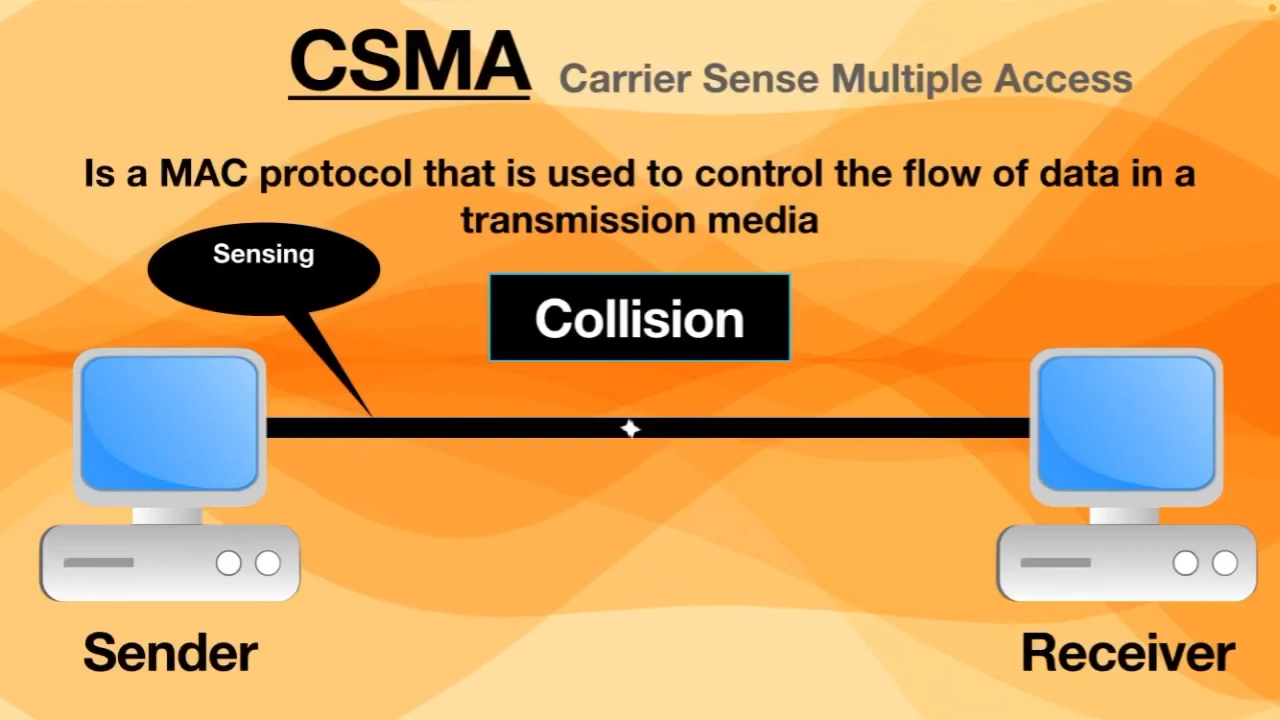 CSMA Carrier Sense Multiple Access
Is a MAC protocol that is used to control the flow of data in a
transmission media
Sensing
Collision
Sender
Receiver